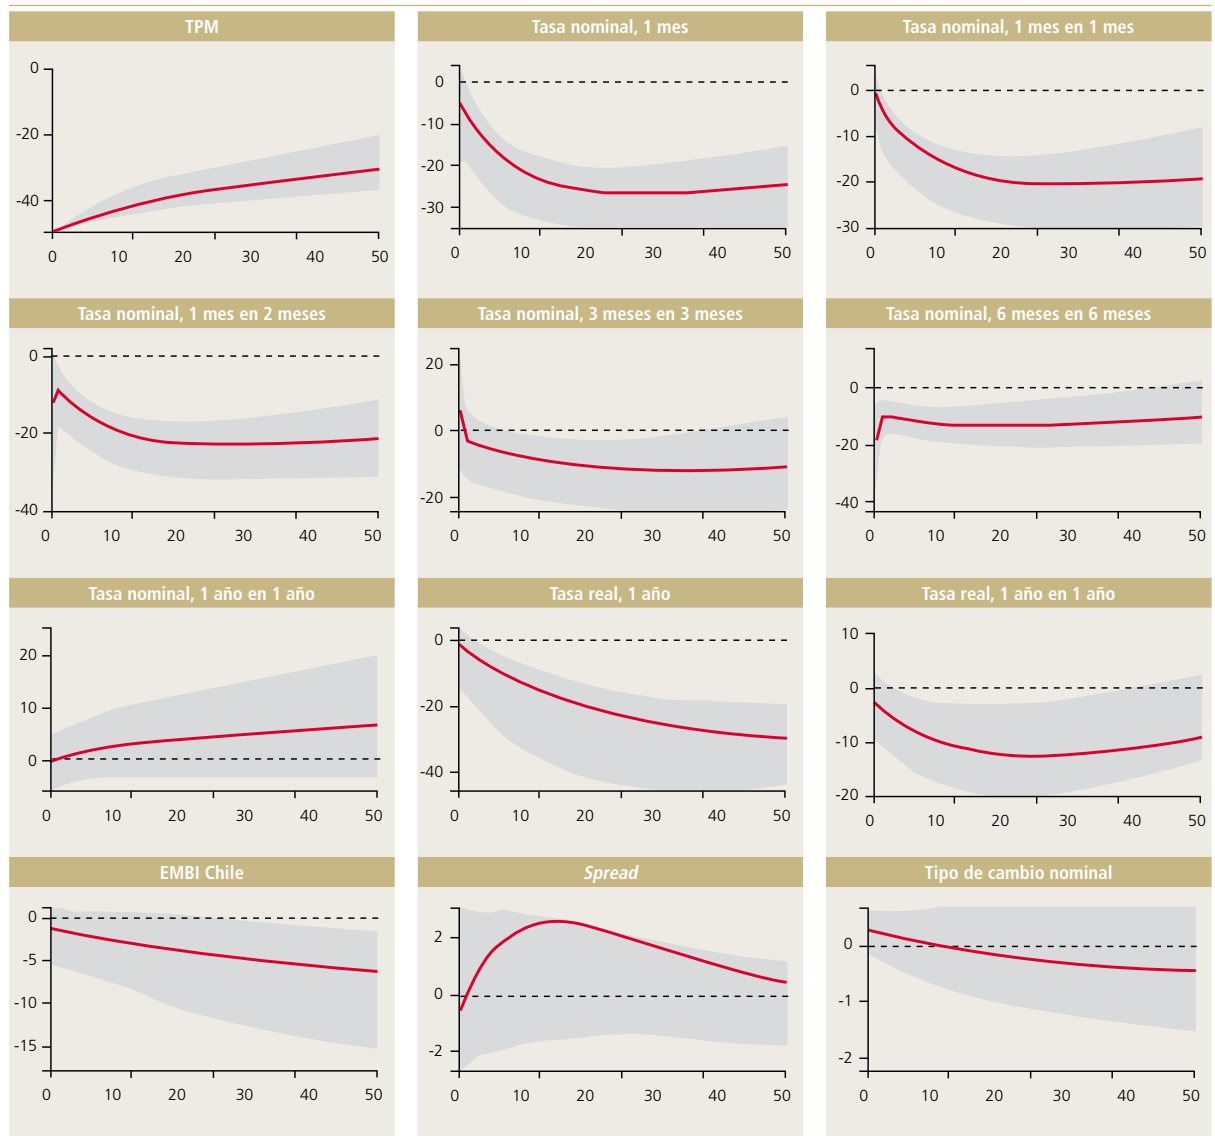 TPM
0
-20
-40
0 10 20 30 40 50
Tasa nominal, 1 mes
0
-10
-20
-30
0 10 20 30 40 50
Tasa nominal, 1 mes en 1 mes
0
-10
-20
-30
0 10 20 30 40 50
Tasa nominal, 1 mes en 2 meses
0
-20
-40
0 10 20 30 40 50
Tasa nominal, 3 meses en 3 meses
20
0
-20
0 10 20 30 40 50
Tasa nominal, 6 meses en 6 meses
0
-20
-40
0 10 20 30 40 50
Tasa nominal, 1 año en 1 año
20
10
0
0 10 20 30 40 50
Tasa real, 1 año
0
-20
-40
0 10 20 30 40 50
Tasa real, 1 año en 1 año
10
0
-10
-20
0 10 20 30 40 50
EMBI Chile
0
-5
-10
-15
0 10 20 30 40 50
Spread
2
0
-2
0 10 20 30 40 50
Tipo de cambio nominal
0
-1
-2
0 10 20 30 40 50